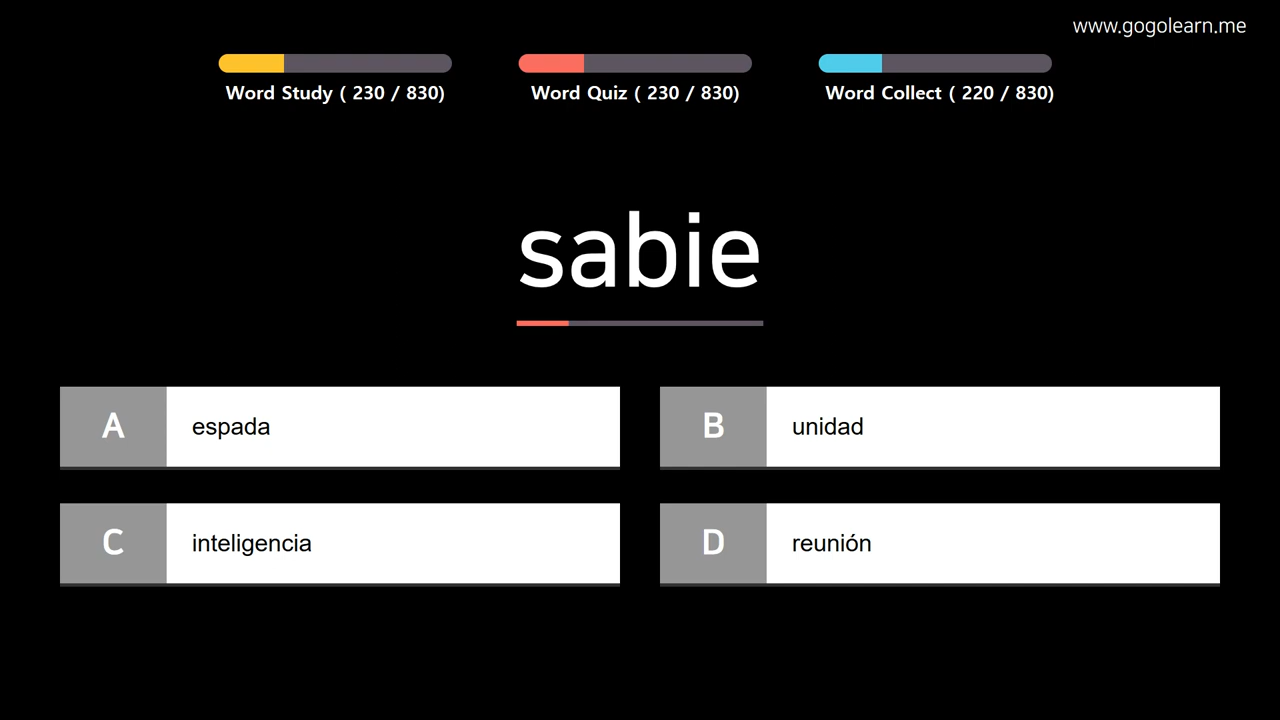 www.gogolearn.me
Word Study ( 230 / 830)
Word Quiz ( 230 / 830)
Word Collect ( 220 / 830)
sabie
A espada
B unidad
C inteligencia
D reunión